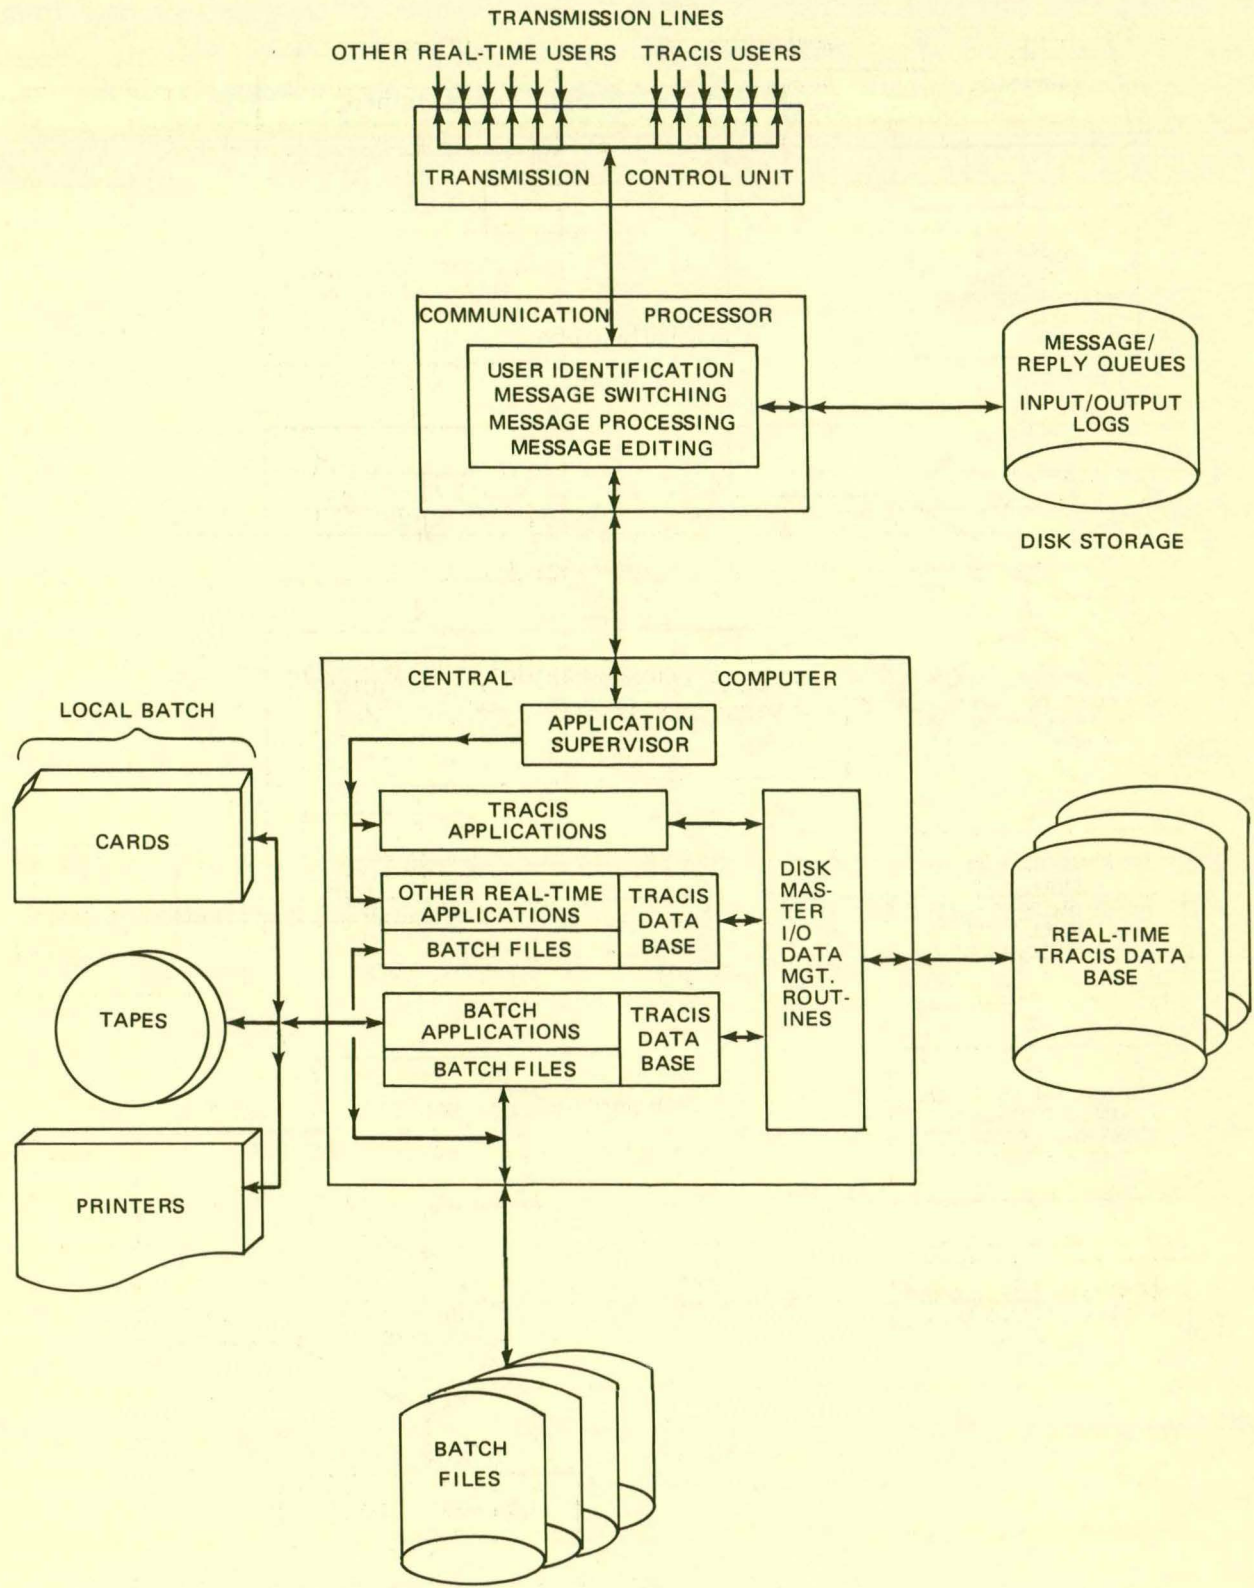 TRANSMISSION LINES
OTHER REAL-TIME USERS TRACIS USERS
TRANSMISSION CONTROL UNIT
COMMUNICATION PROCESSOR
USER IDENTIFICATION
MESSAGE SWITCHING
MESSAGE PROCESSING
MESSAGE EDITING
MESSAGE/
REPLY QUEUES
INPUT/OUTPUT
LOGS
DISK STORAGE
CENTRAL COMPUTER
APPLICATION
SUPERVISOR
LOCAL BATCH
CARDS
TAPES
PRINTERS
TRACIS
APPLICATIONS
OTHER REAL-TIME
APPLICATIONS
BATCH FILES
TRACIS
DATA
BASE
BATCH
APPLICATIONS
BATCH FILES
TRACIS
DATA
BASE
DISK
MAS-
TER
I/O
DATA
MGT.
ROUT-
INES
REAL-TIME
TRACIS DATA
BASE
BATCH
FILES